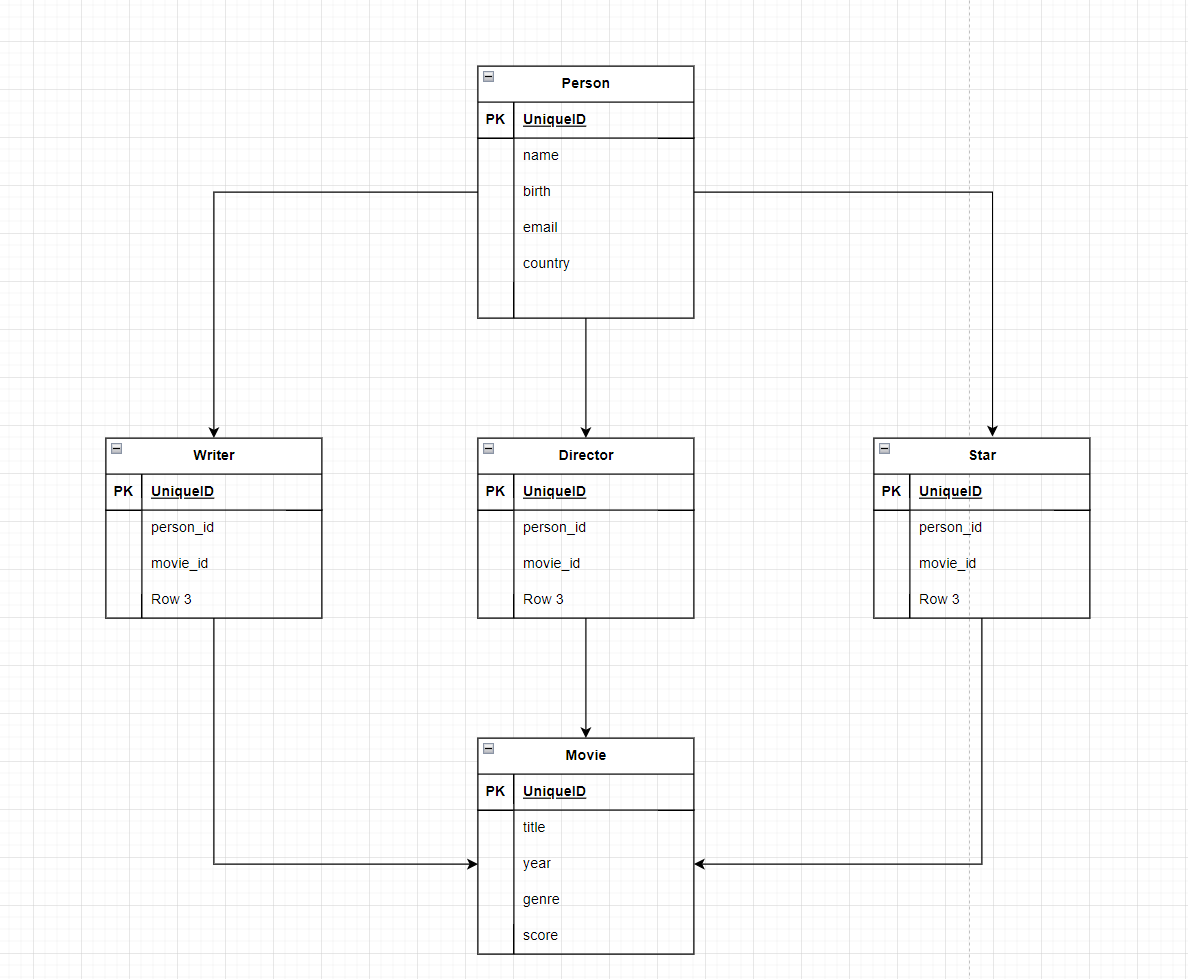 Person
PK UniqueID
name
birth
email
country
Writer
PK UniqueID
person_id
movie_id
Row 3
Director
PK UniqueID
person_id
movie_id
Row 3
Star
PK UniqueID
person_id
movie_id
Row 3
Movie
PK UniqueID
title
year
genre
score